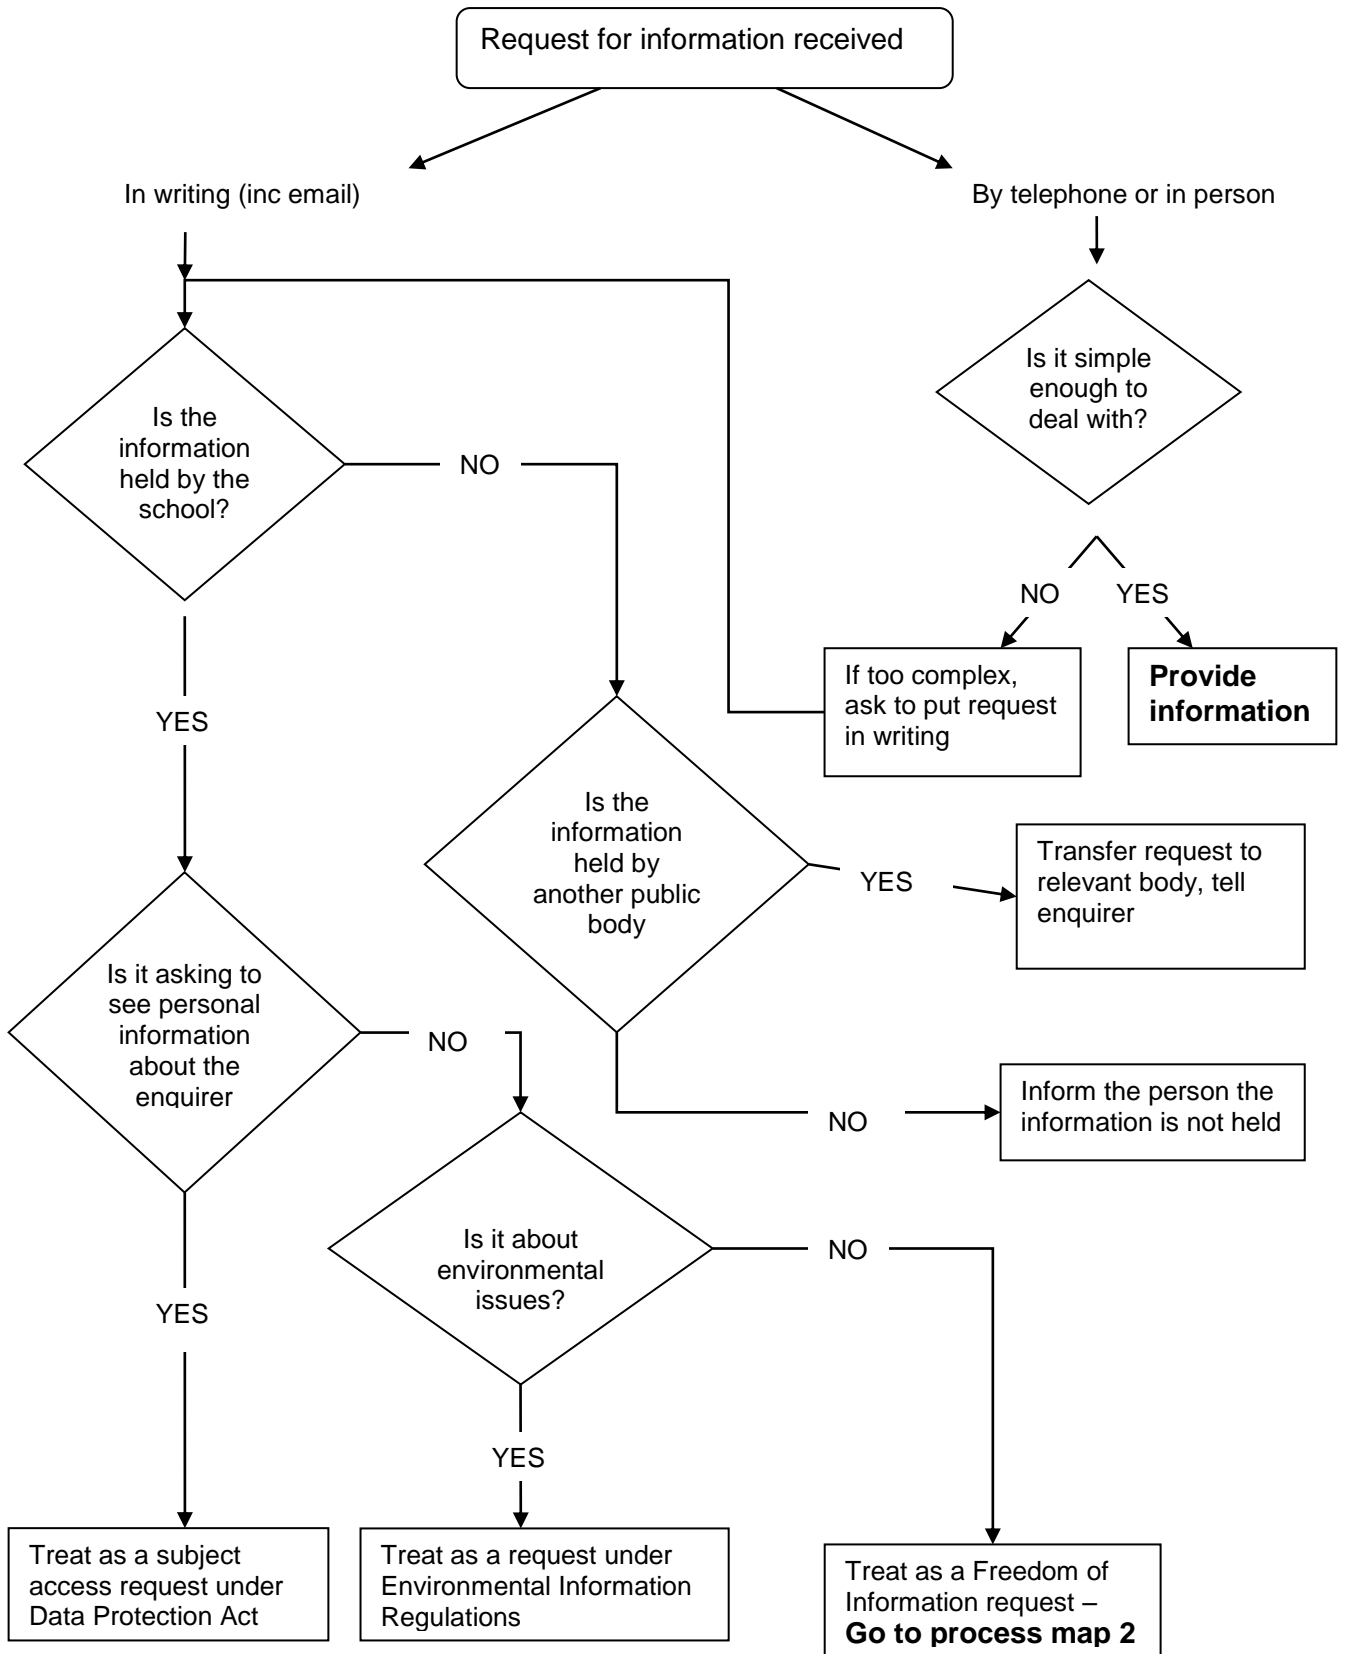 Request for information received
In writing (inc email)
By telephone or in person
Is it simple
enough to
deal with?
Is the
information
held by the
school?
NO
NO
YES
If too complex,
ask to put request
in writing
Provide
information
YES
Is the
information
held by
another public
body
YES
Transfer request to
relevant body, tell
enquirer
Is it asking to
see personal
information
about the
enquirer
NO
NO
Inform the person the
information is not held
Is it about
environmental
issues?
NO
YES
YES
Treat as a subject
access request under
Data Protection Act
Treat as a request under
Environmental Information
Regulations
Treat as a Freedom of
Information request –
Go to process map 2